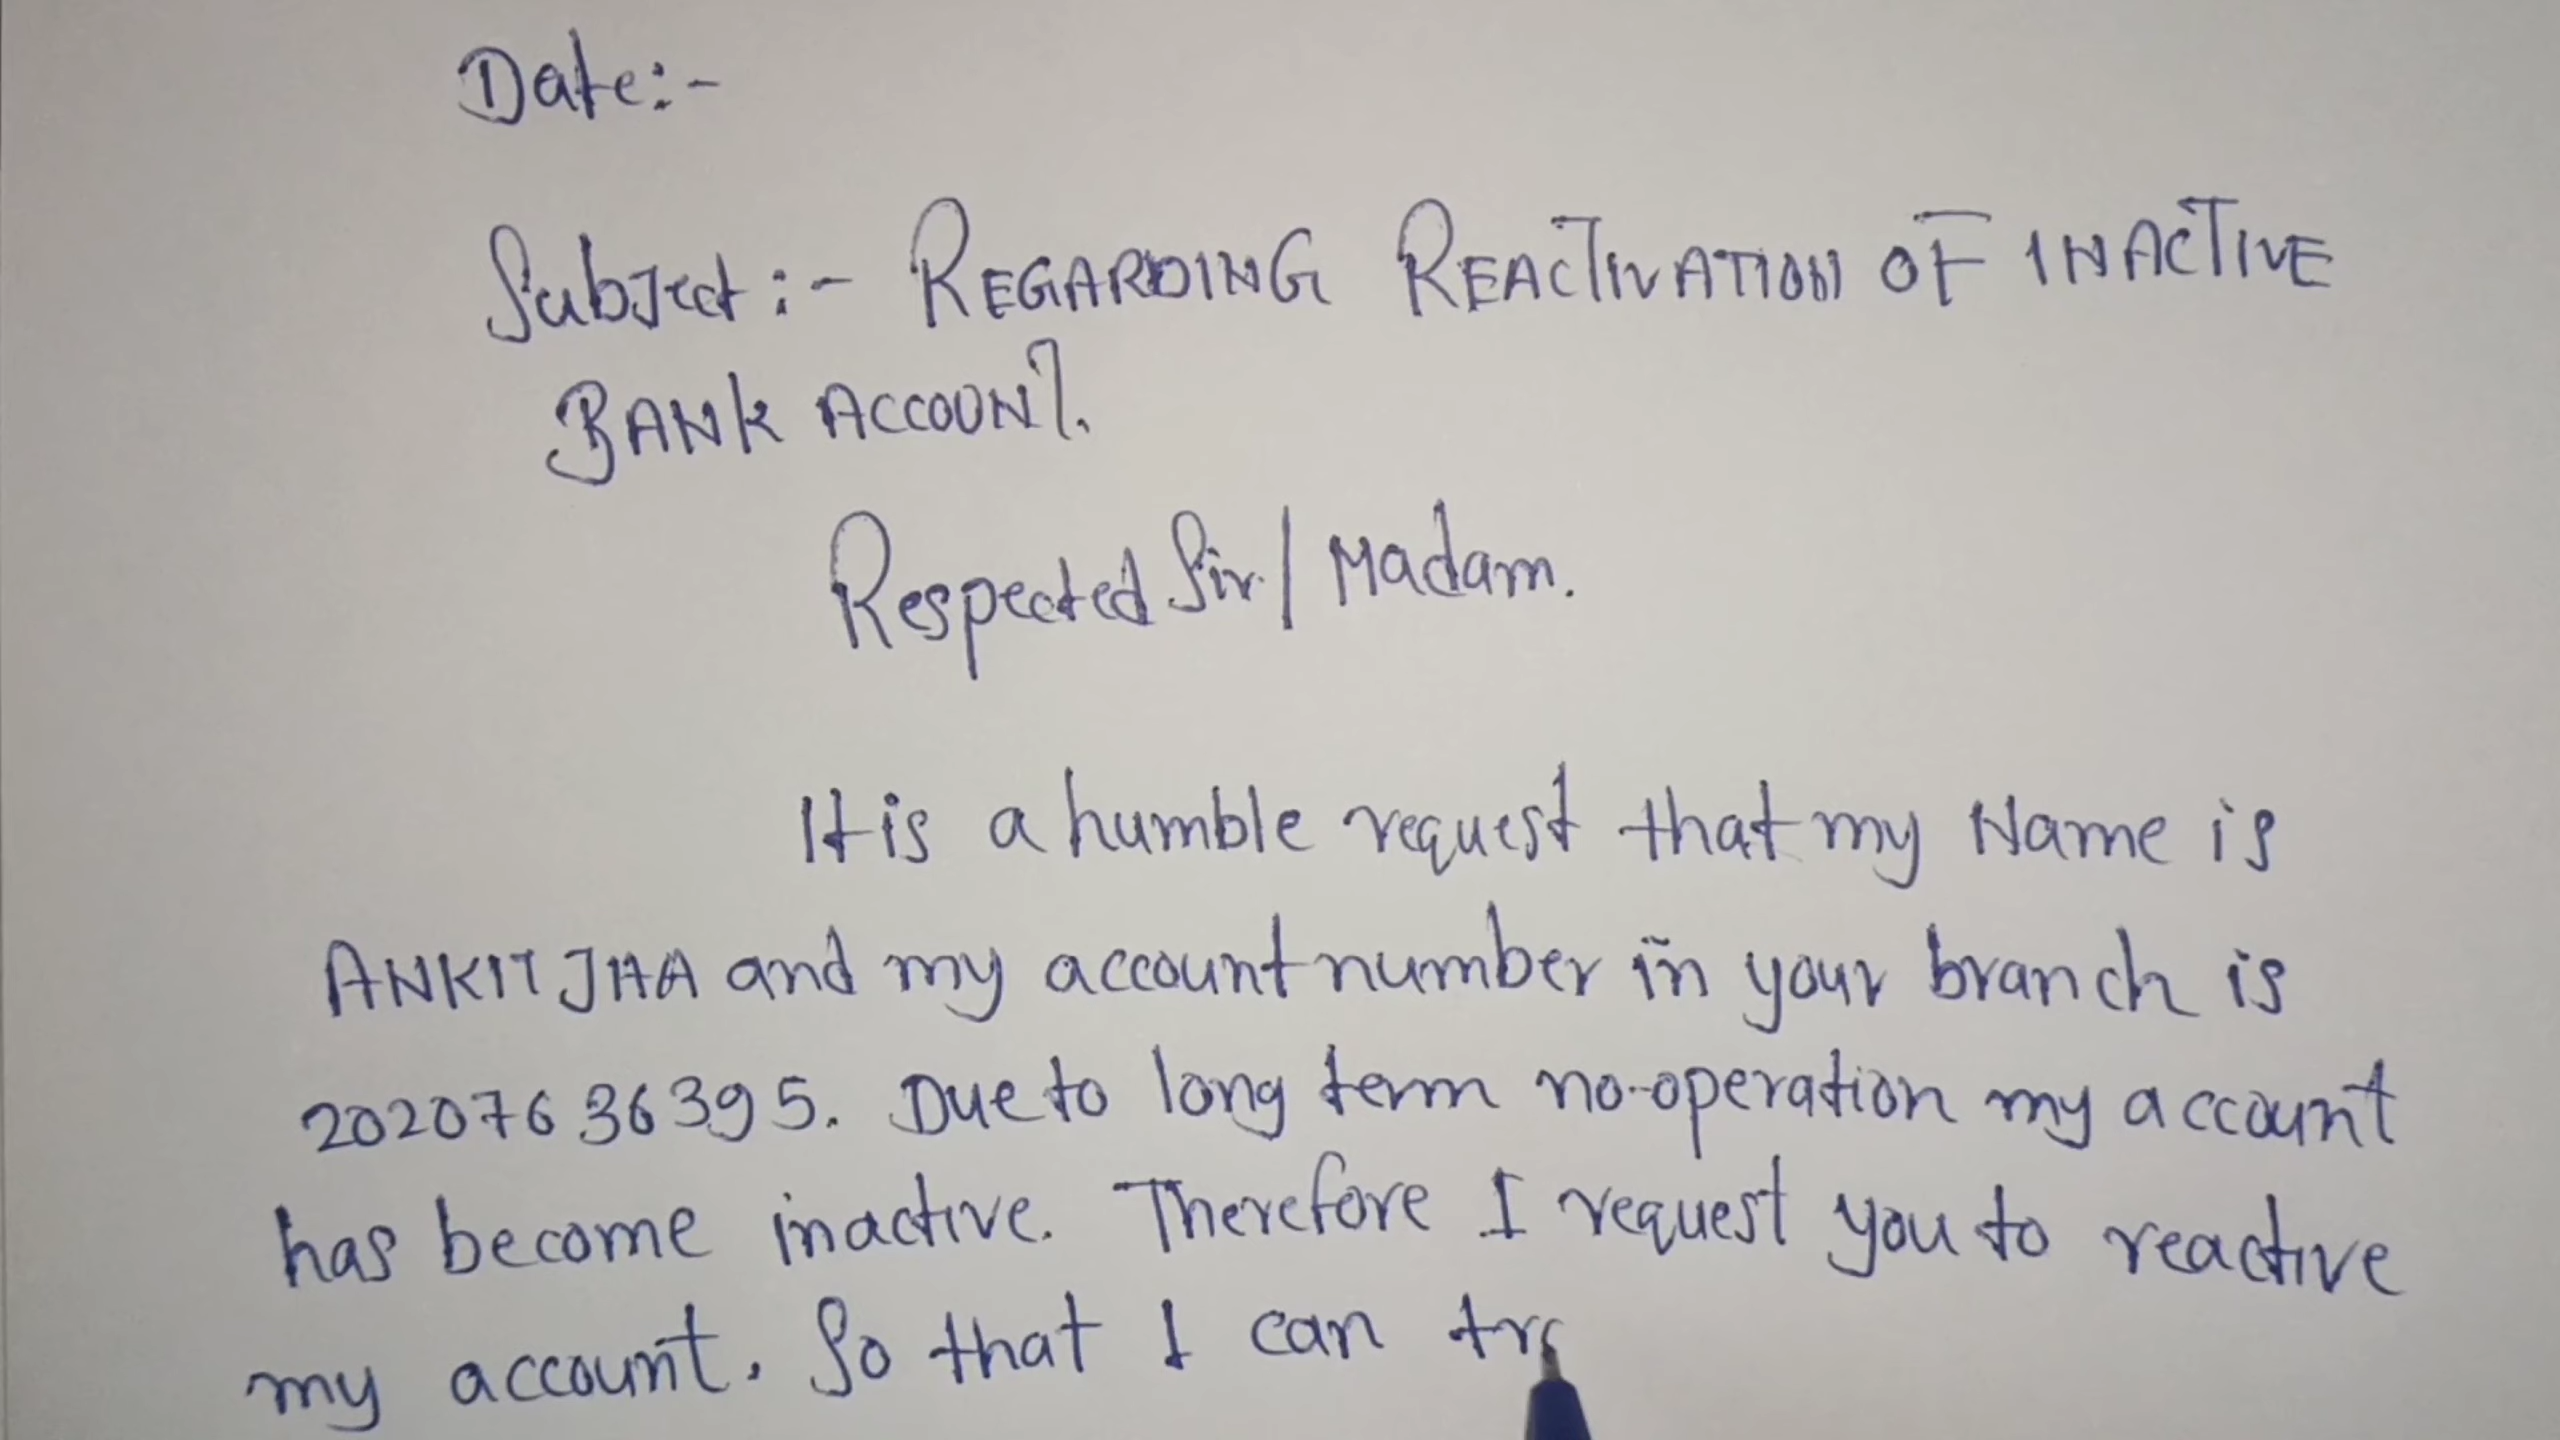 Date:-
Subject:- REGARDING REACTIVATION OF INACTIVE
BANK ACCOUNT.
Respected Sir/Madam.
It is a humble request that my Name is
ANKIT JHA and my account number in your branch is
20207636395. Due to long term no-operation my account
has become inactive. Therefore I request you to reactive
my account. So that I can tra